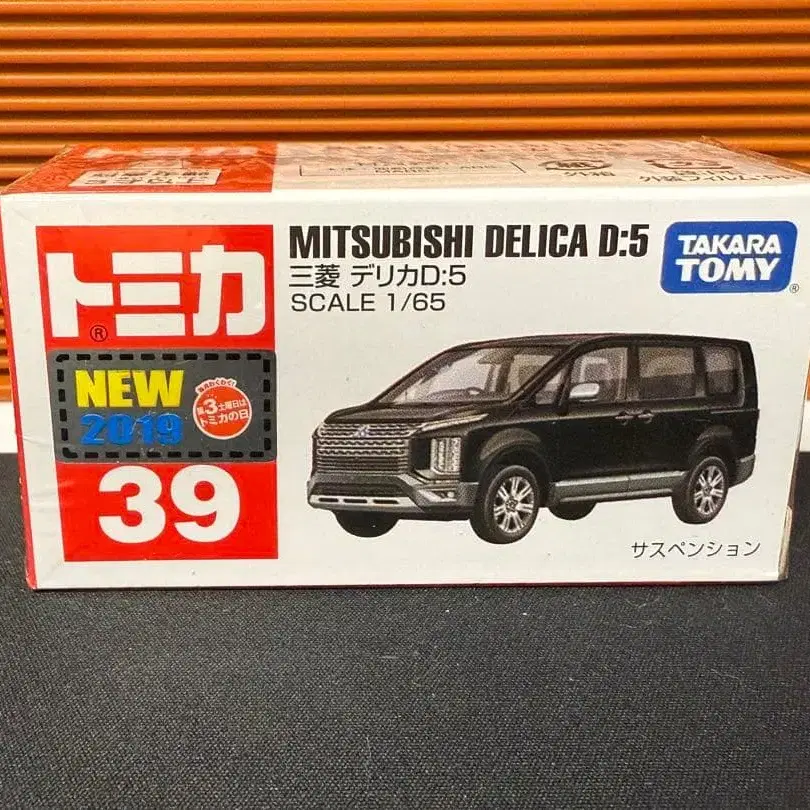 トミカ
®
NEW
2019
第3土曜日は
トミカの日
39
MITSUBISHI DELICA D:5
三菱 デリカD:5
SCALE 1/65
TAKARA
TOMY
®
サスペンション